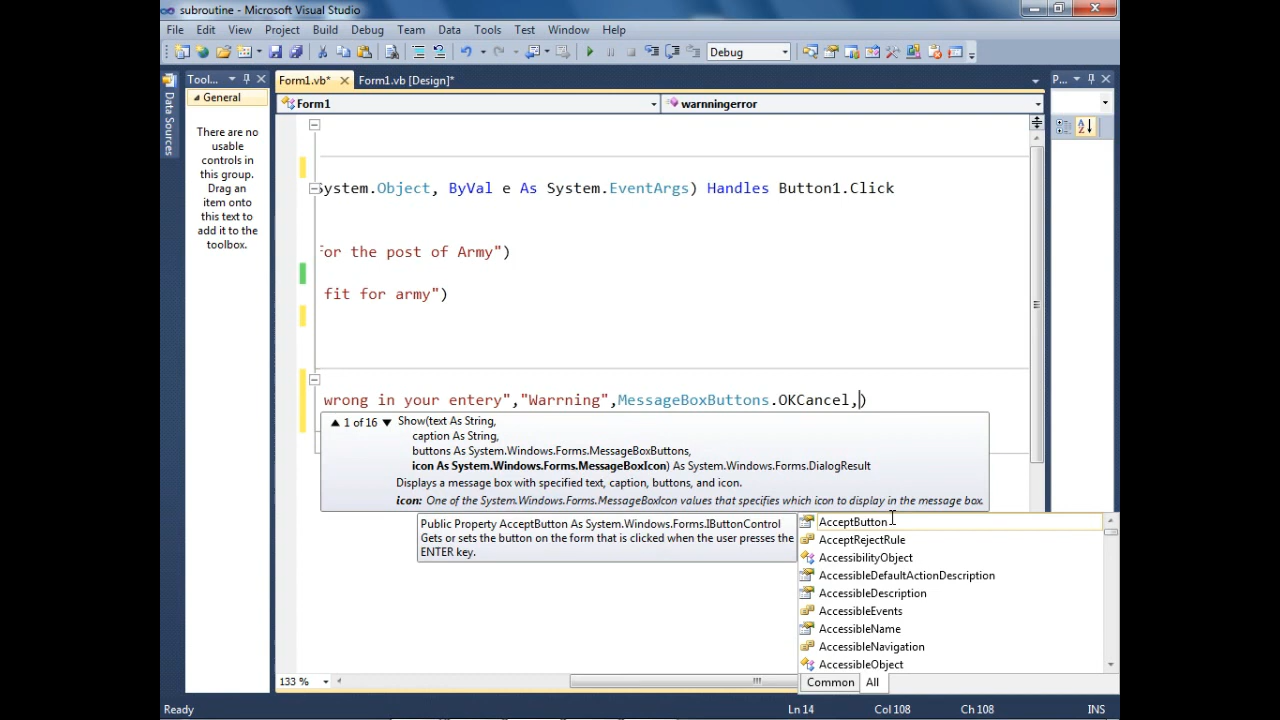 subroutine - Microsoft Visual Studio
File Edit View Project Build Debug Team Data Tools Test Window Help
Debug
Tool...
Form1.vb*
Form1.vb [Design]*
P...
General
Form1
warnningerror
Data Sources
There are no
usable
controls in
this group.
Drag an
item onto
this text to
add it to the
toolbox.
System.Object, ByVal e As System.EventArgs) Handles Button1.Click
for the post of Army")
fit for army")
wrong in your entery","Warrning",MessageBoxButtons.OKCancel,)
1 of 16 Show(text As String,
caption As String,
buttons As System.Windows.Forms.MessageBoxButtons,
icon As System.Windows.Forms.MessageBoxIcon) As System.Windows.Forms.DialogResult
Displays a message box with specified text, caption, buttons, and icon.
icon: One of the System.Windows.Forms.MessageBoxIcon values that specifies which icon to display in the message box.
Public Property AcceptButton As System.Windows.Forms.IButtonControl
Gets or sets the button on the form that is clicked when the user presses the
ENTER key.
AcceptButton
AcceptRejectRule
AccessibilityObject
AccessibleDefaultActionDescription
AccessibleDescription
AccessibleEvents
AccessibleName
AccessibleNavigation
AccessibleObject
Common All
133 %
Ready
Ln 14
Col 108
Ch 108
INS